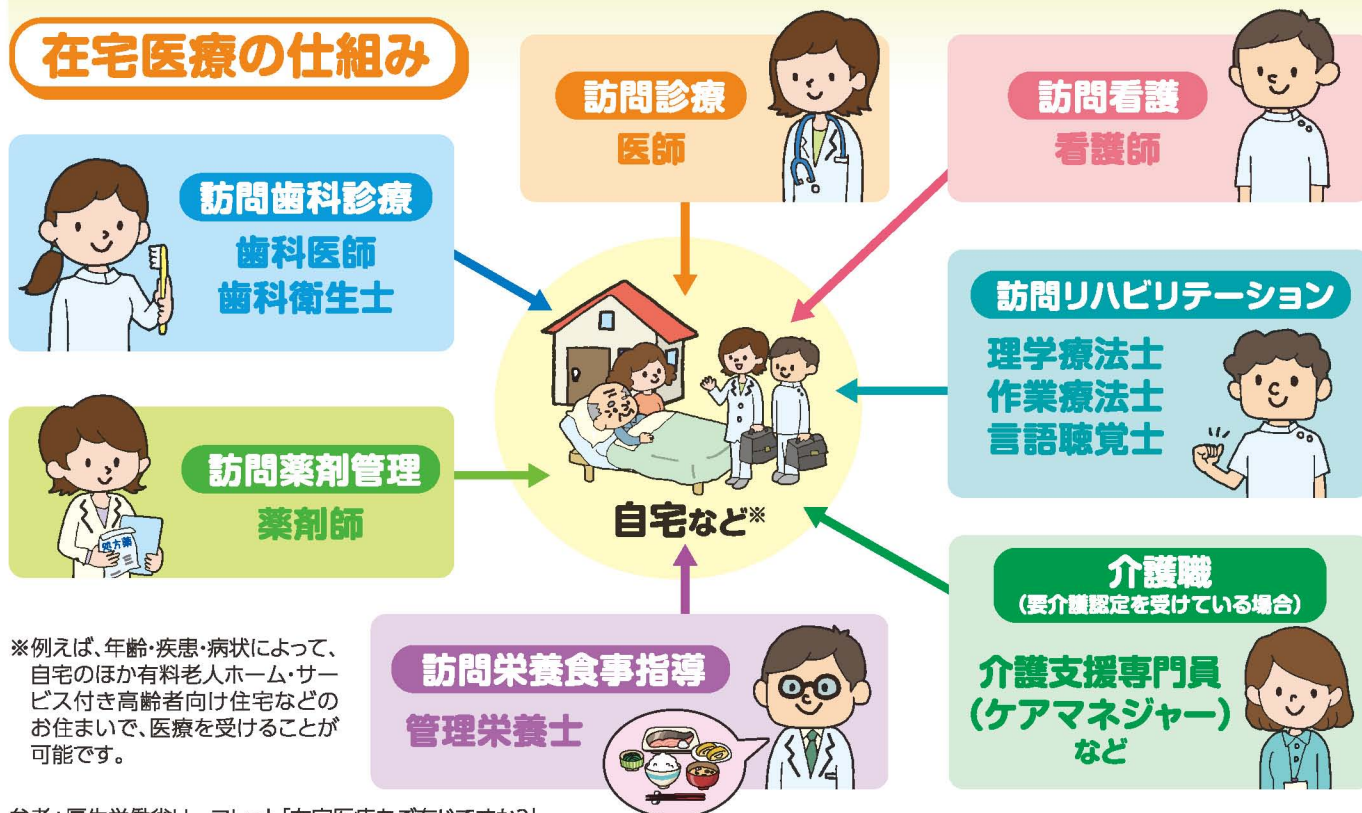 在宅医療の仕組み
訪問診療
医師
訪問看護
看護師
訪問歯科診療
歯科医師
歯科衛生士
訪問リハビリテーション
理学療法士
作業療法士
言語聴覚士
訪問薬剤管理
薬剤師
処方薬
自宅など※
介護職
(要介護認定を受けている場合)
介護支援専門員
(ケアマネジャー)
など
訪問栄養食事指導
管理栄養士
※例えば、年齢・疾患・病状によって、
自宅のほか有料老人ホーム・サー
ビス付き高齢者向け住宅などの
お住まいで、医療を受けることが
可能です。